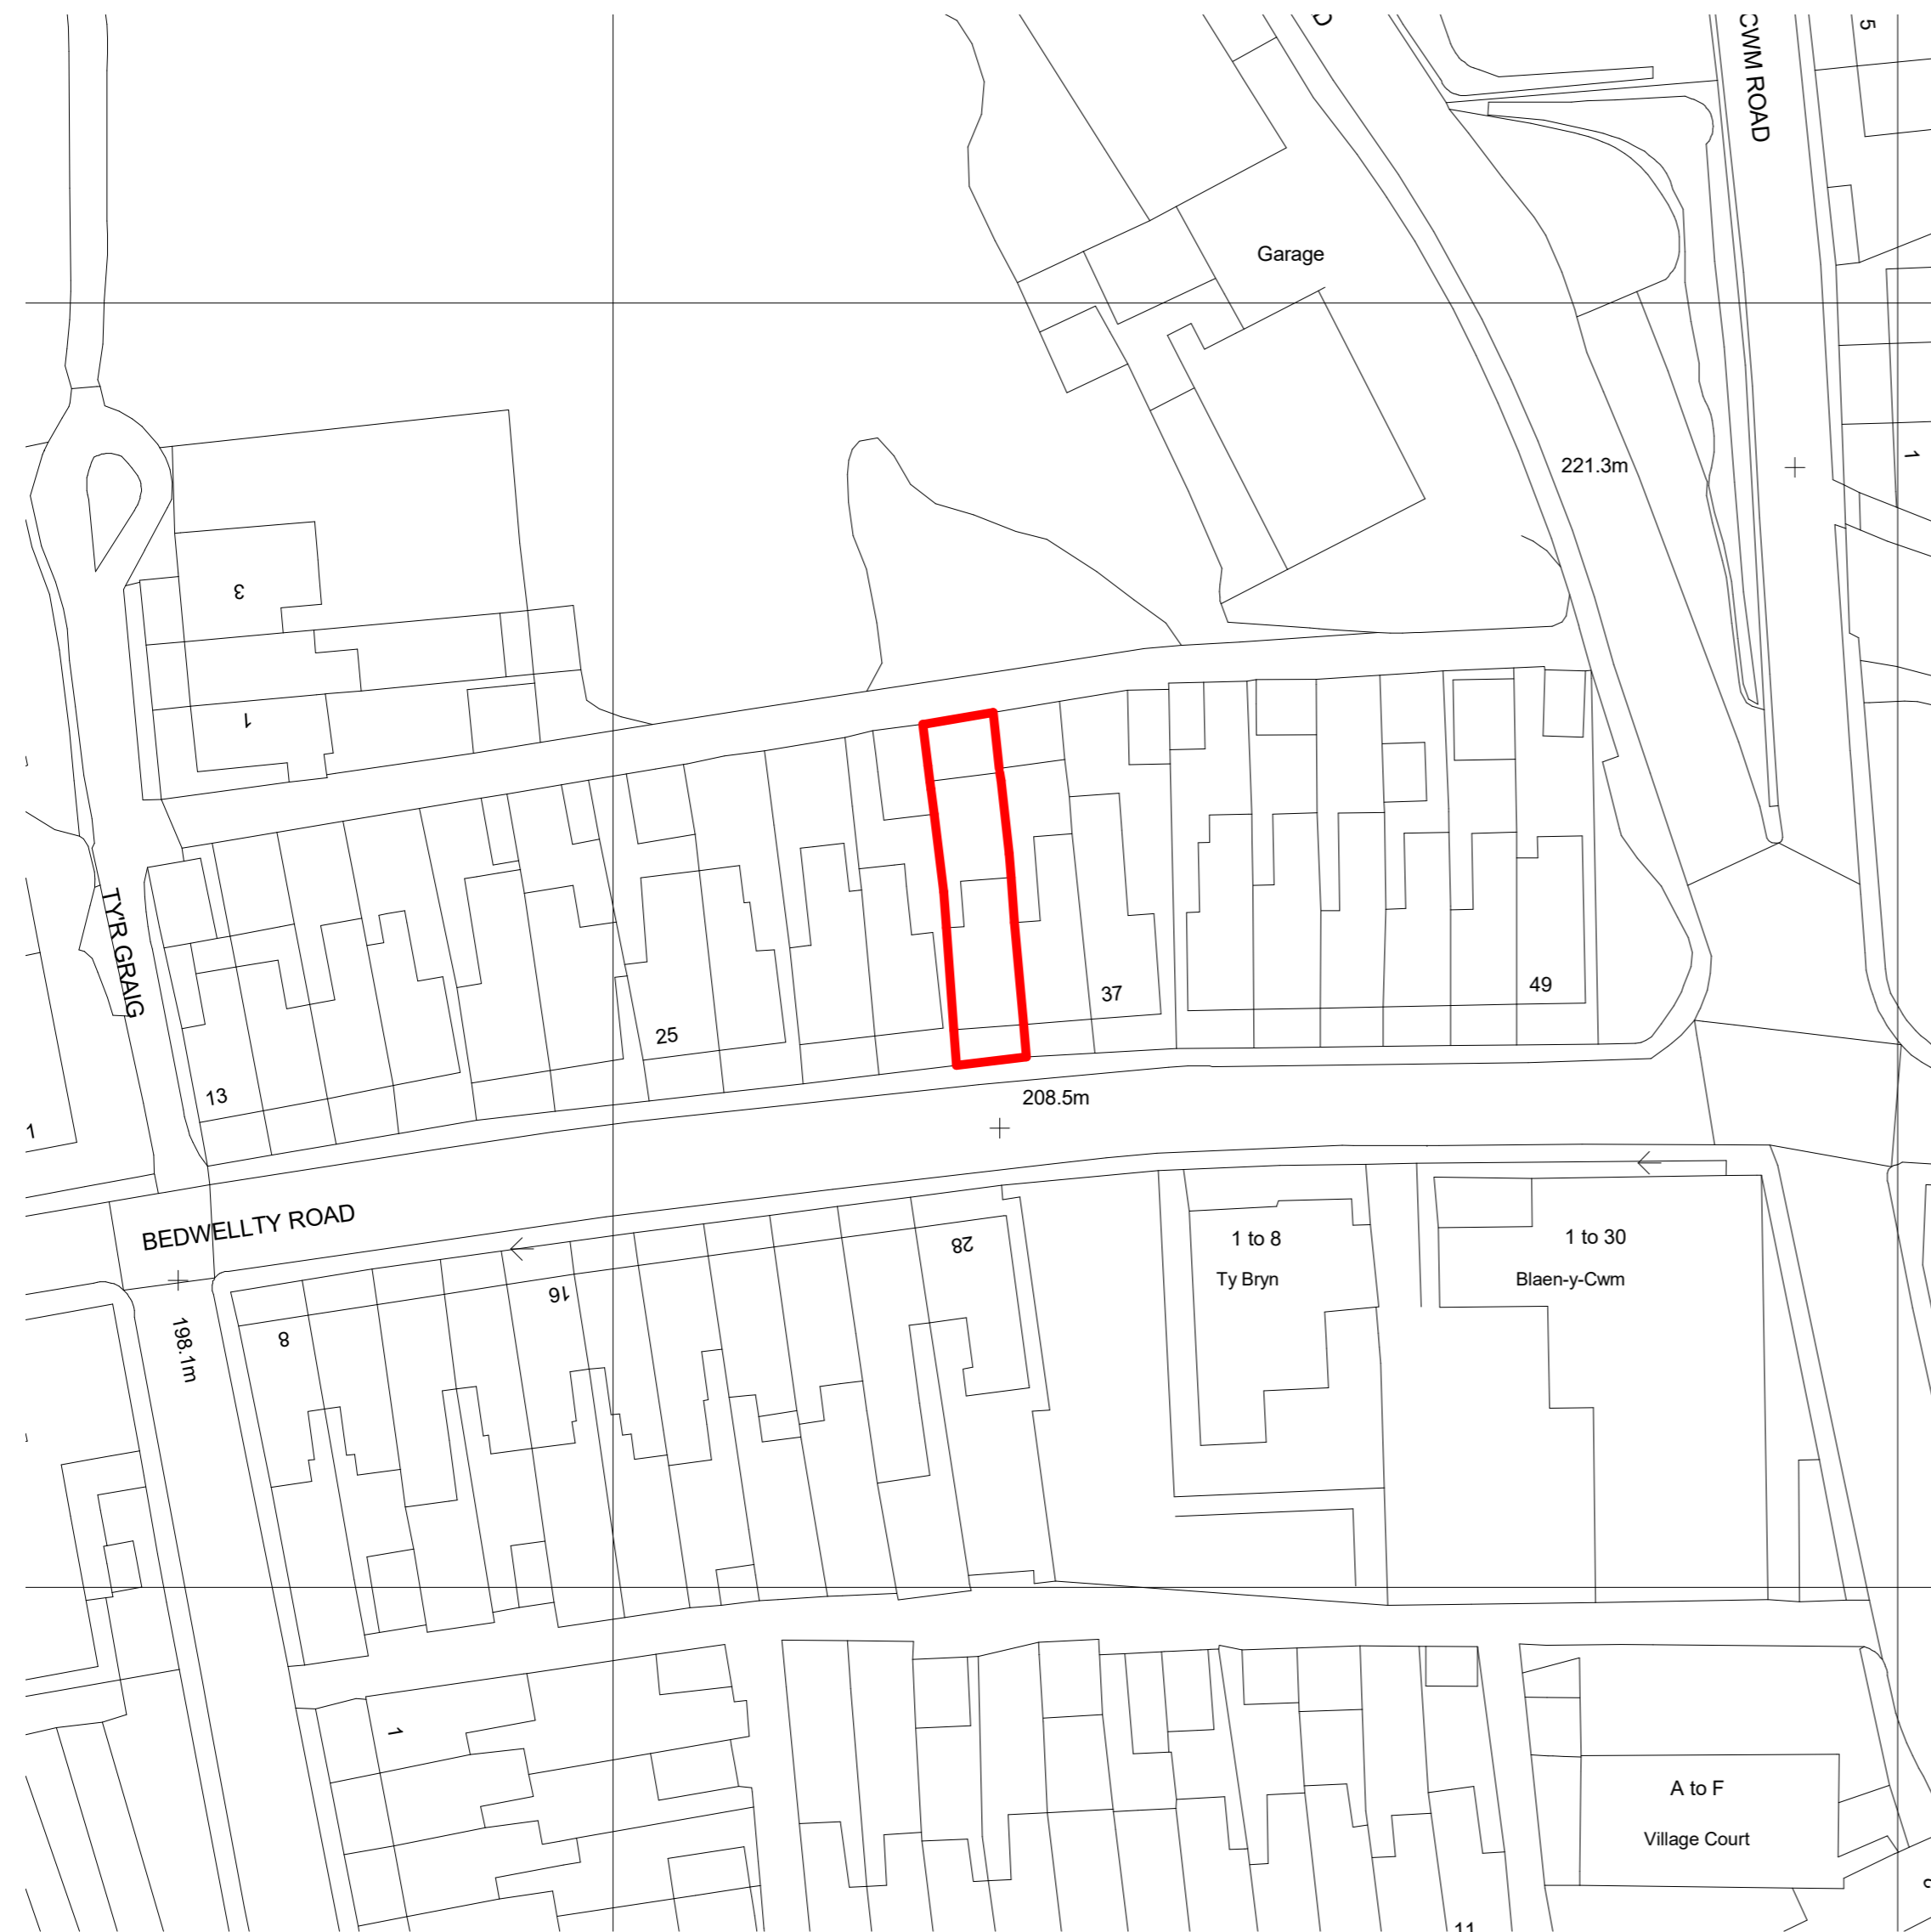 CWM ROAD
5
Garage
221.3m
1
3
1
TY'R GRAIG
37
49
25
13
1
208.5m
BEDWELLTY ROAD
28
1 to 8
1 to 30
Ty Bryn
Blaen-y-Cwm
16
8
198.1m
1
A to F
Village Court
11